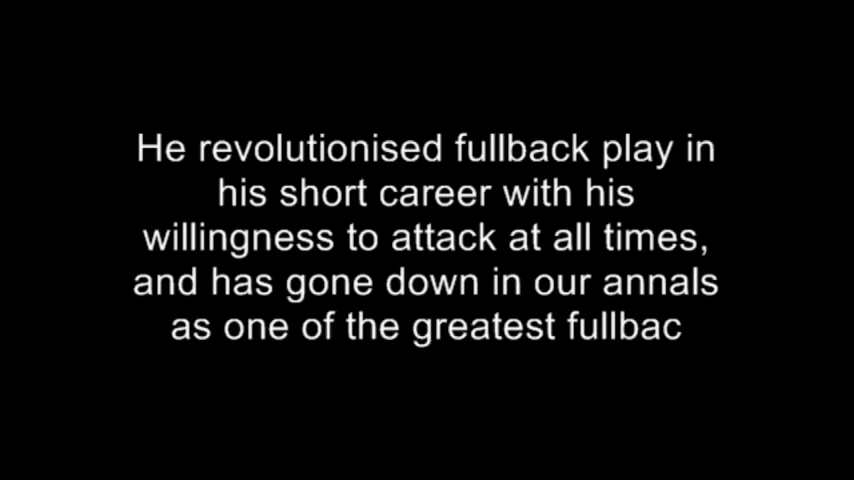 He revolutionised fullback play in
his short career with his
willingness to attack at all times,
and has gone down in our annals
as one of the greatest fullbac